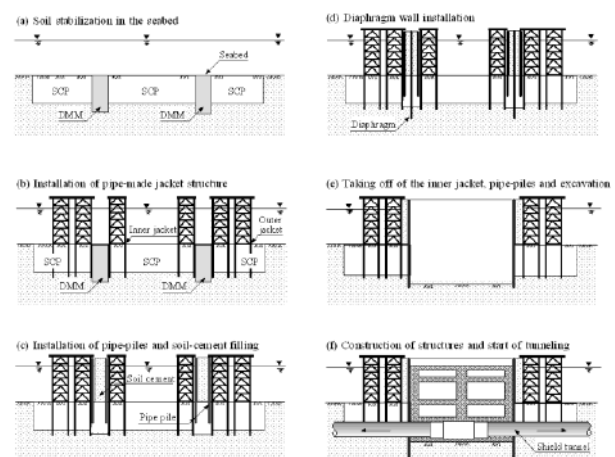 (a) Soil stabilization in the seabed
Seabed
SCP
SCP
SCP
DMM
DMM
(b) Installation of pipe-made jacket structure
Inner jacket
Outer
jacket
SCP
SCP
SCP
DMM
DMM
(c) Installation of pipe-piles and soil-cement filling
Soil cement
Pipe pile
(d) Diaphragm wall installation
Diaphragm
(e) Taking off of the inner jacket, pipe-piles and excavation
(f) Construction of structures and start of tunneling
Shield tunnel